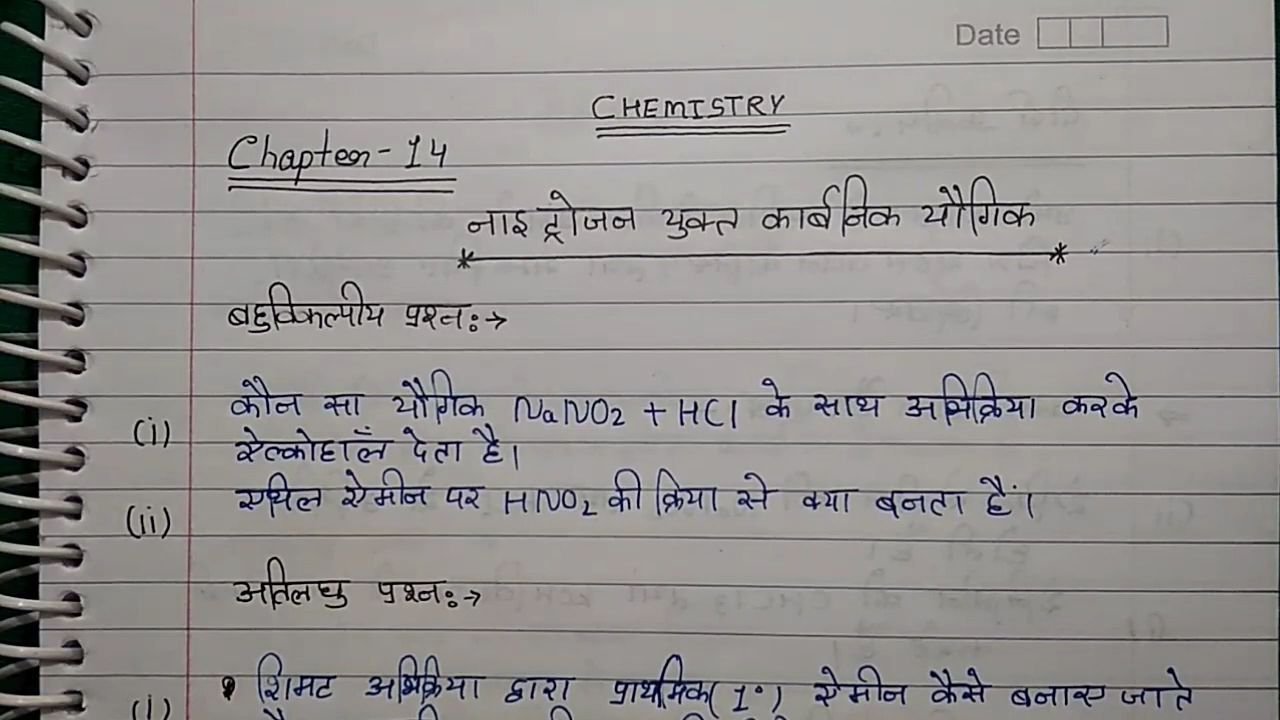 Date
CHEMISTRY
Chapter-14
नाइट्रोजन युक्त कार्बनिक यौगिक
बहुविकल्पीय प्रश्न:→
(i) कौन सा यौगिक NaNO2 + HCl के साथ अभिक्रिया करके
ऐल्कोहॉल देता है।
(ii) एथिल ऐमीन पर HNO2 की क्रिया से क्या बनता है।
अतिलघु प्रश्न:→
(i) शिमट अभिक्रिया द्वारा प्राथमिक(1°) ऐमीन कैसे बनाए जाते